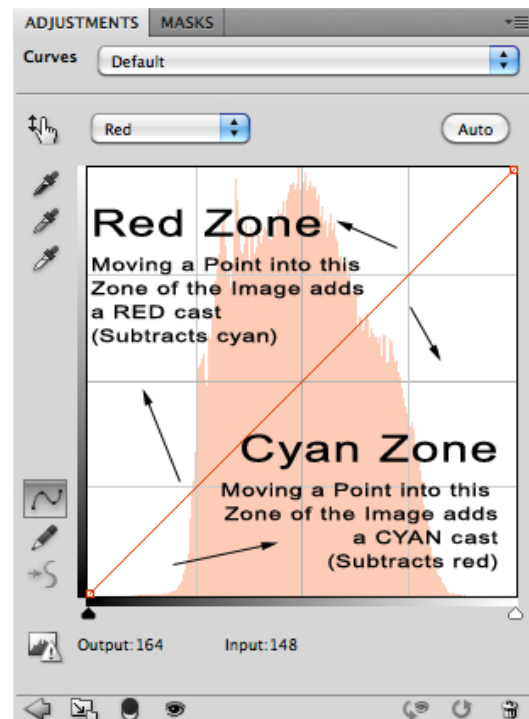 ADJUSTMENTS MASKS
Curves Default
Red Auto
Red Zone
Moving a Point into this
Zone of the Image adds
a RED cast
(Subtracts cyan)
Cyan Zone
Moving a Point into this
Zone of the Image adds
a CYAN cast
(Subtracts red)
Output:164 Input:148